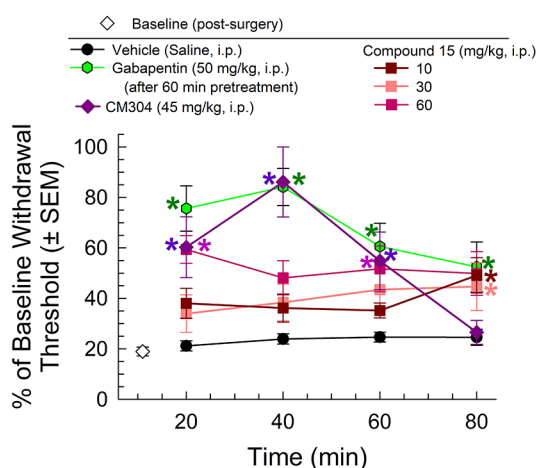 Baseline (post-surgery)
Vehicle (Saline, i.p.)
Gabapentin (50 mg/kg, i.p.)
(after 60 min pretreatment)
CM304 (45 mg/kg, i.p.)
Compound 15 (mg/kg, i.p.)
10
30
60
% of Baseline Withdrawal
Threshold (± SEM)
100
80
60
40
20
0
* * * * * * * * * * *
20 40 60 80
Time (min)